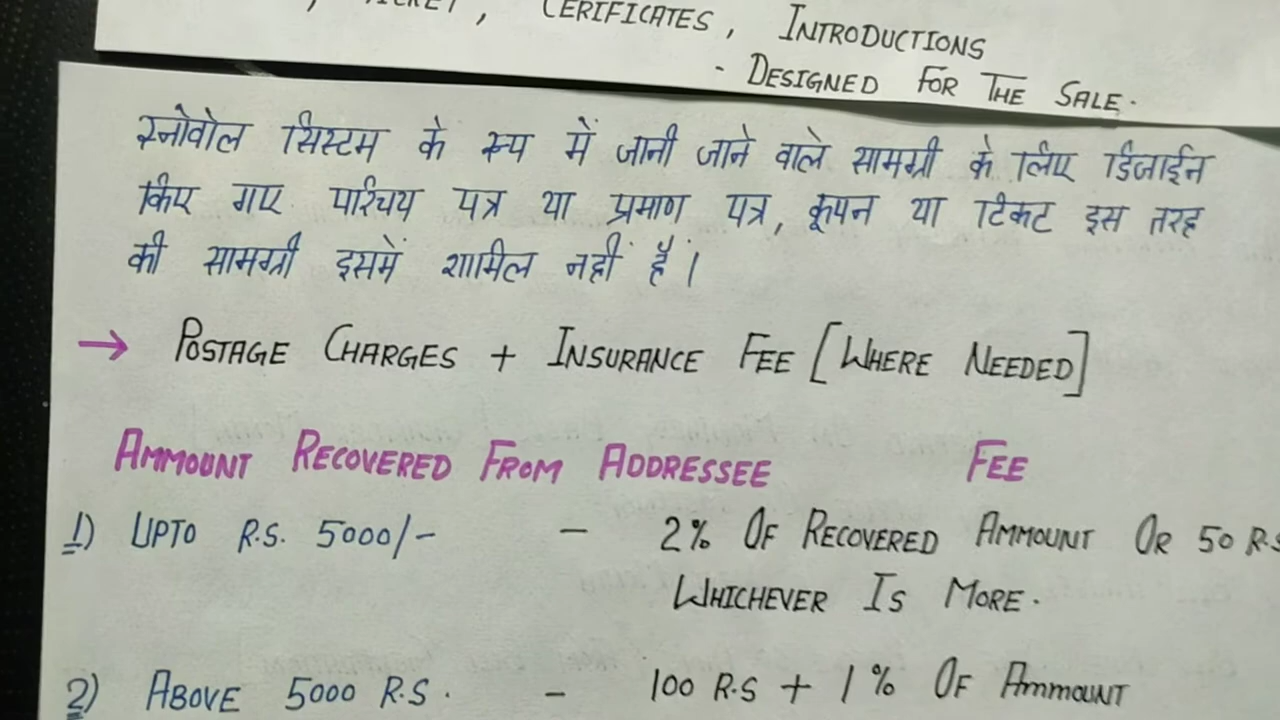 , TICKET, CERIFICATES, INTRODUCTIONS
- DESIGNED FOR THE SALE.
स्नोवोल सिस्टम के रूप में जानी जाने वाले सामग्री के लिए डिजाईन
किए गए परिचय पत्र या प्रमाण पत्र, कूपन या टिकट इस तरह
की सामग्री इसमें शामिल नहीं है।
→ POSTAGE CHARGES + INSURANCE FEE [WHERE NEEDED]
AMMOUNT RECOVERED FROM ADDRESSEE FEE
1) UPTO R.S. 5000/- - 2% OF RECOVERED AMMOUNT OR 50 R.S
WHICHEVER IS MORE.
2) ABOVE 5000 R.S. - 100 R.S + 1% OF AMMOUNT